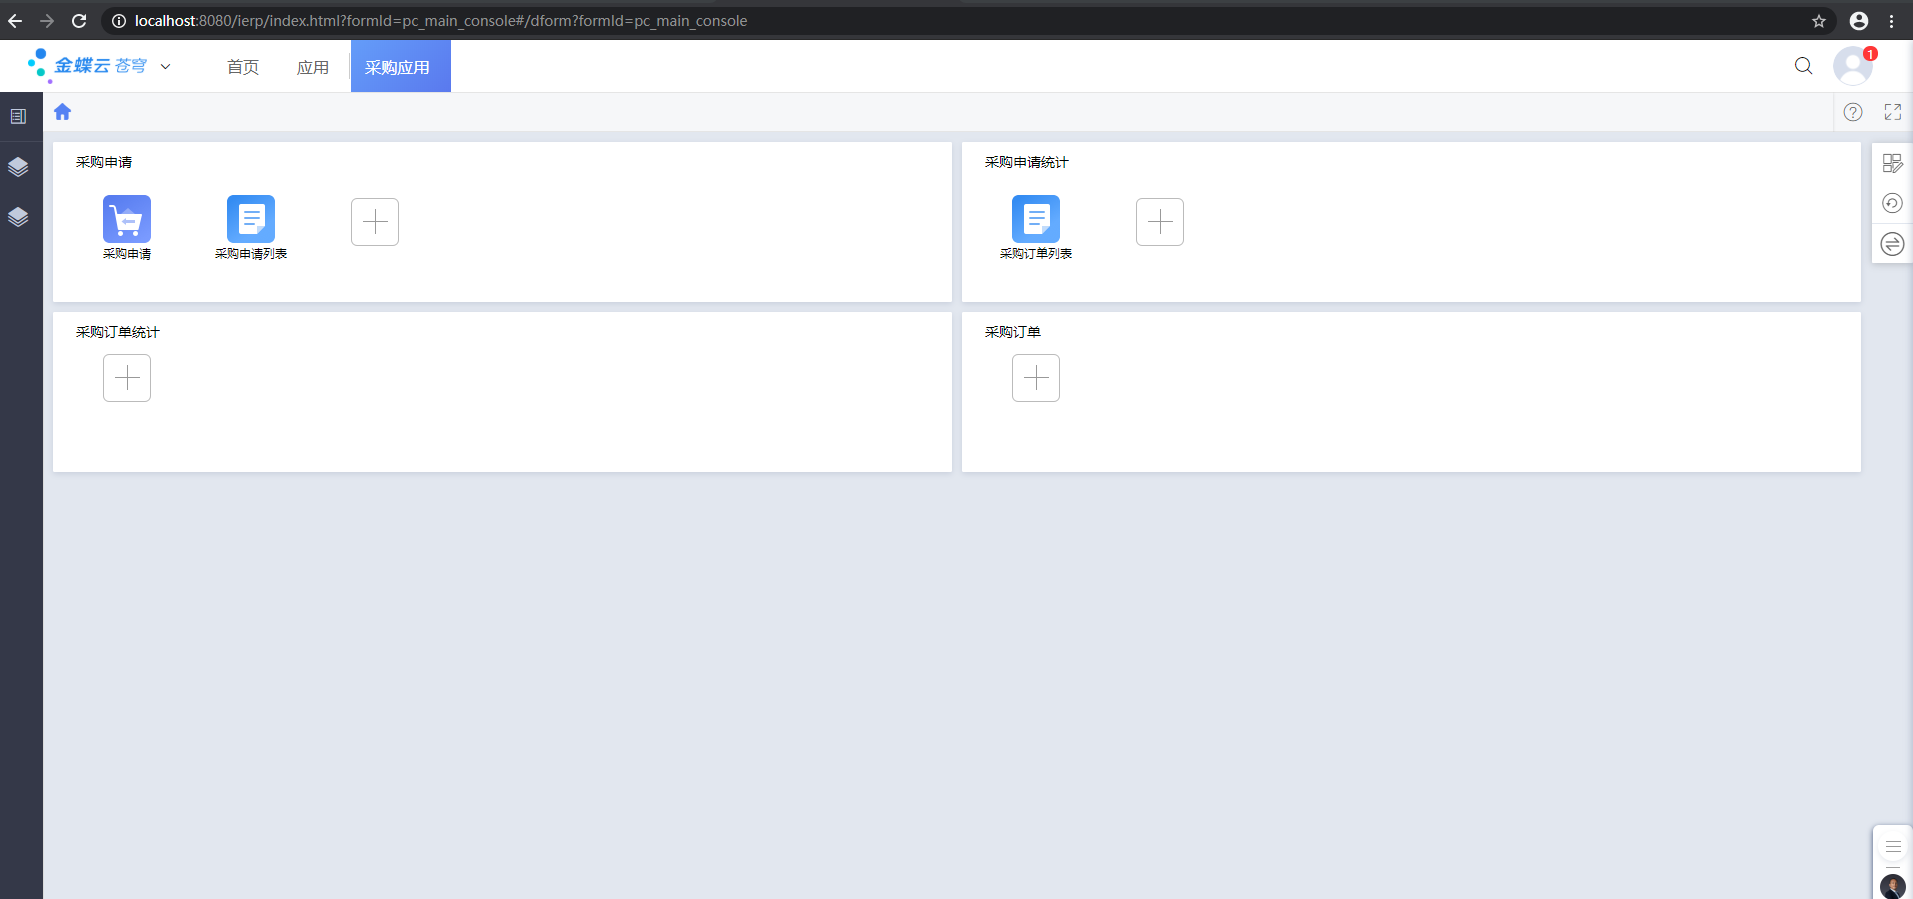 localhost:8080/ierp/index.html?formId=pc_main_console#/dform?formId=pc_main_console
金蝶云 苍穹 首页 应用 采购应用 1
采购申请
采购申请 采购申请列表
采购申请统计
采购订单列表
采购订单统计
采购订单